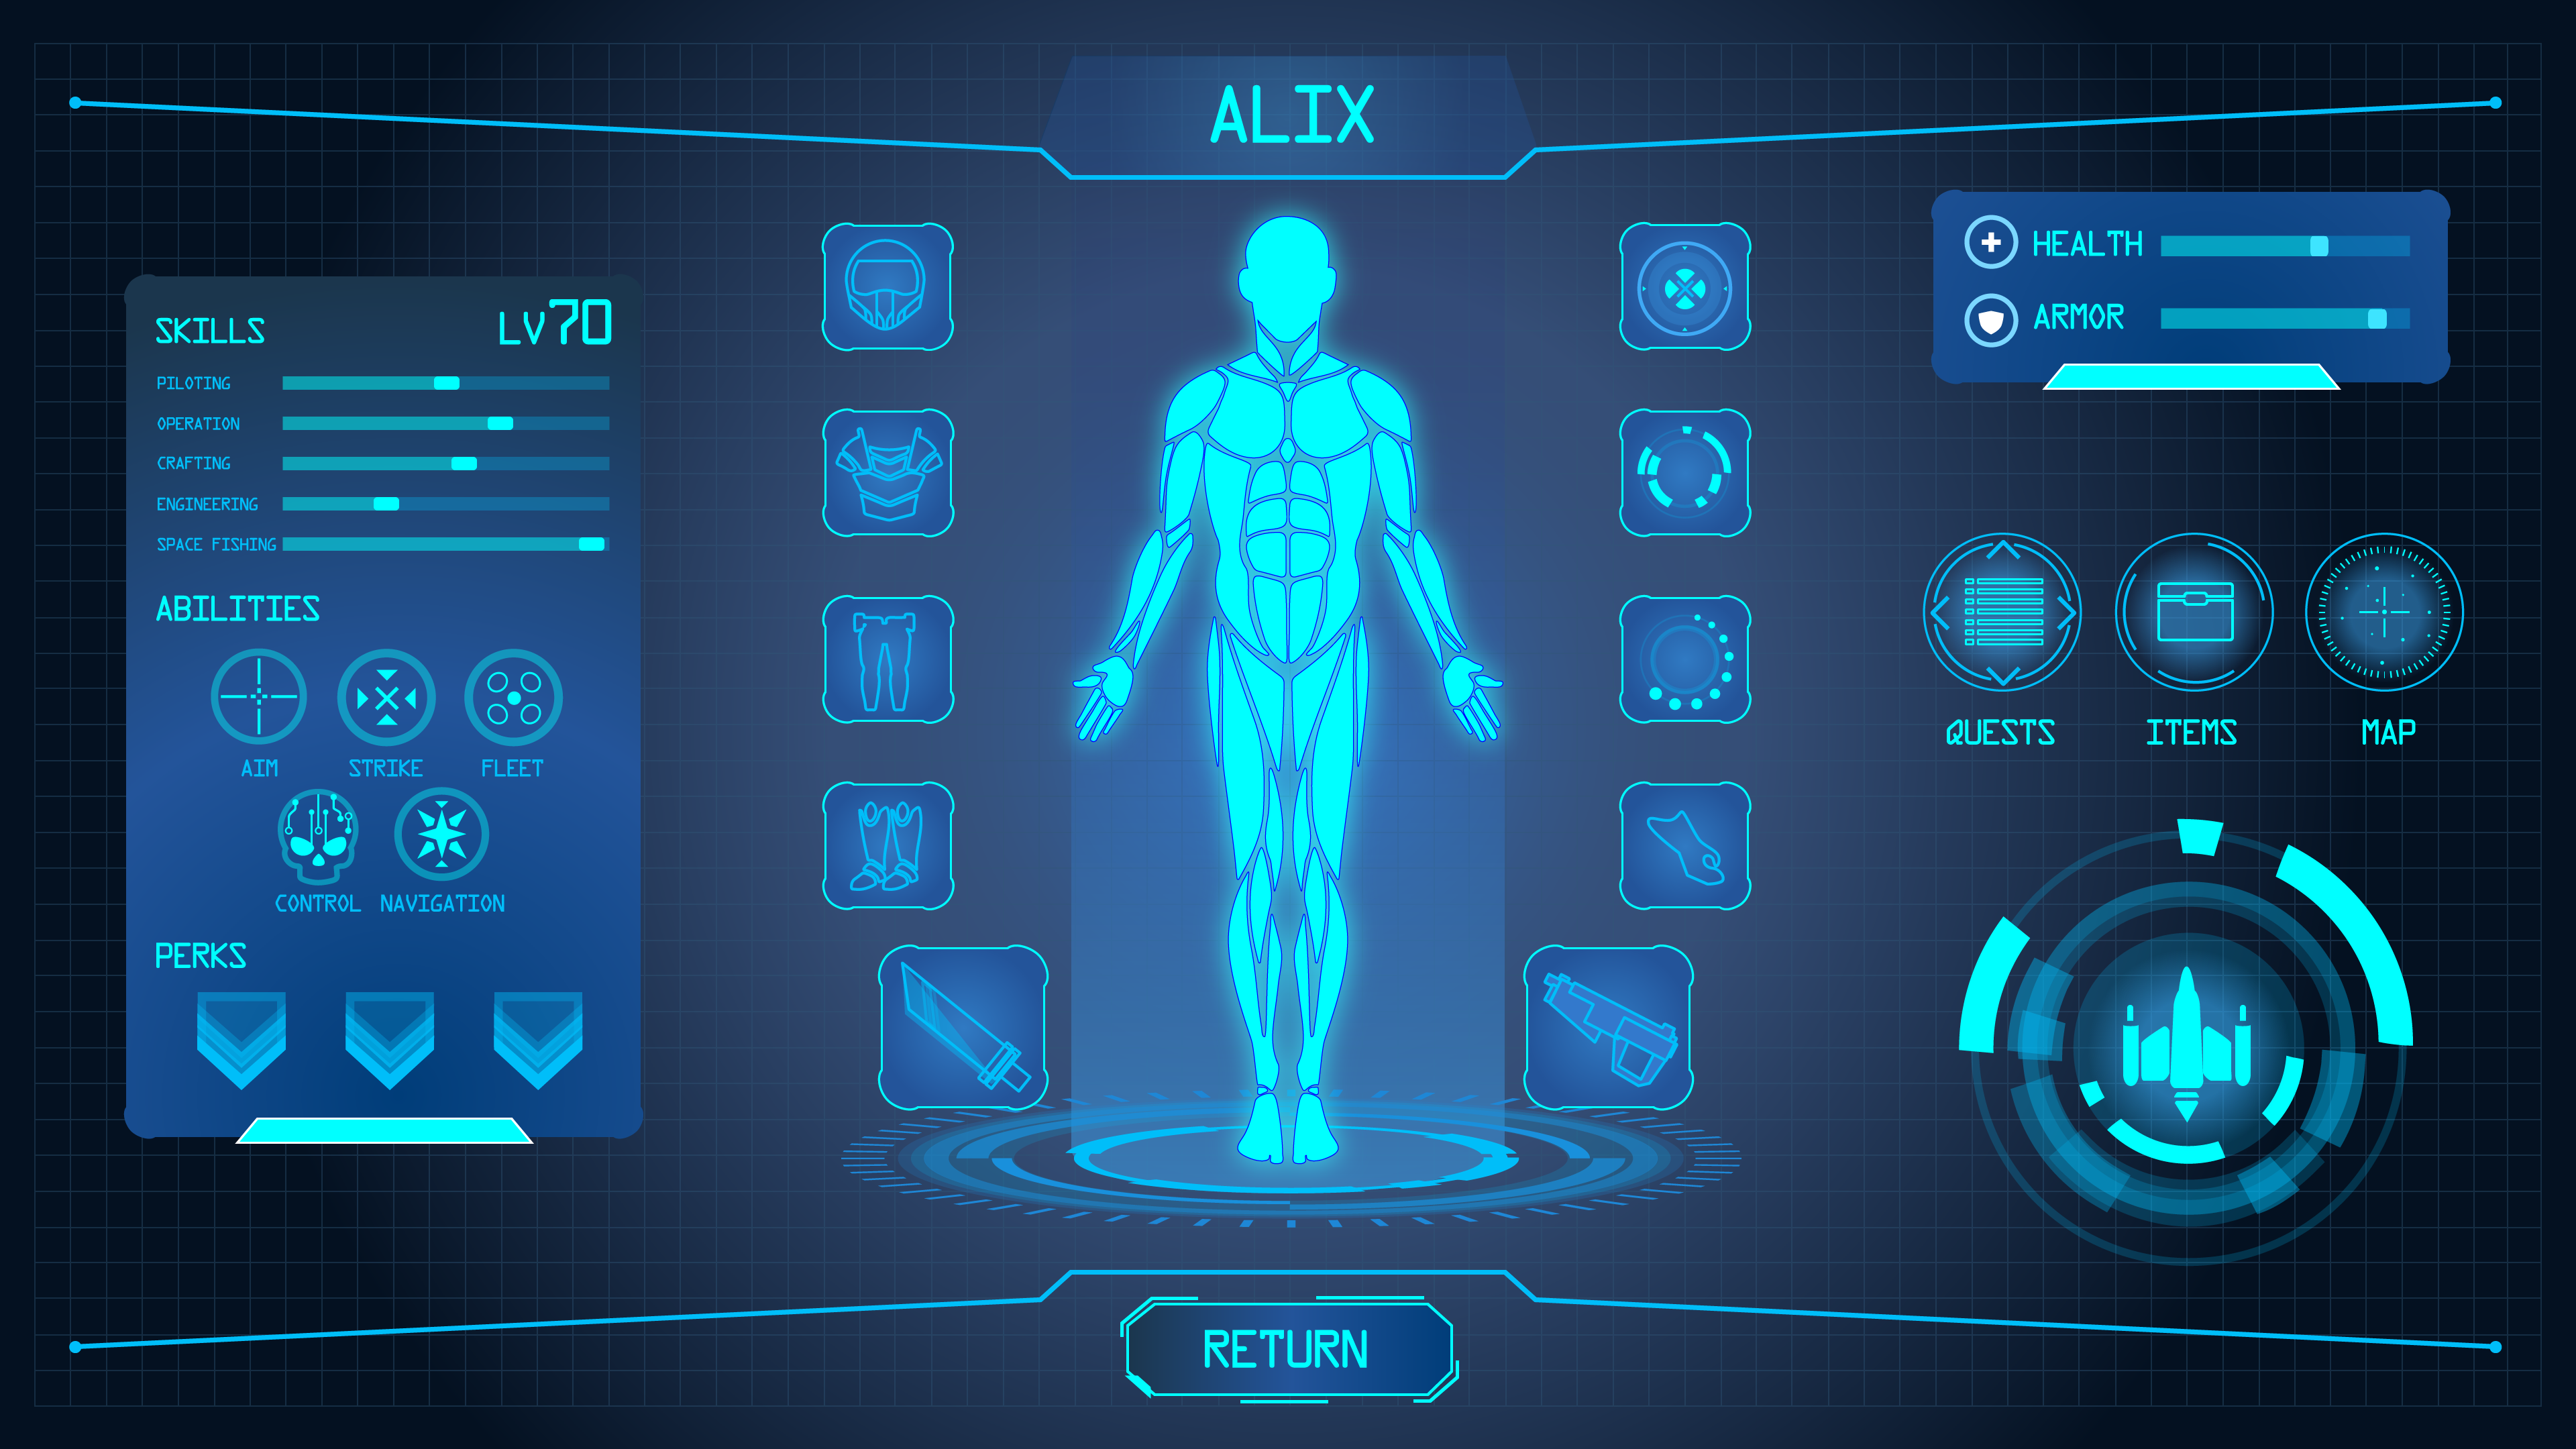 ALIX
SKILLS LV70
PILOTING
OPERATION
CRAFTING
ENGINEERING
SPACE FISHING
ABILITIES
AIM STRIKE FLEET
CONTROL NAVIGATION
PERKS
HEALTH
ARMOR
QUESTS ITEMS MAP
RETURN